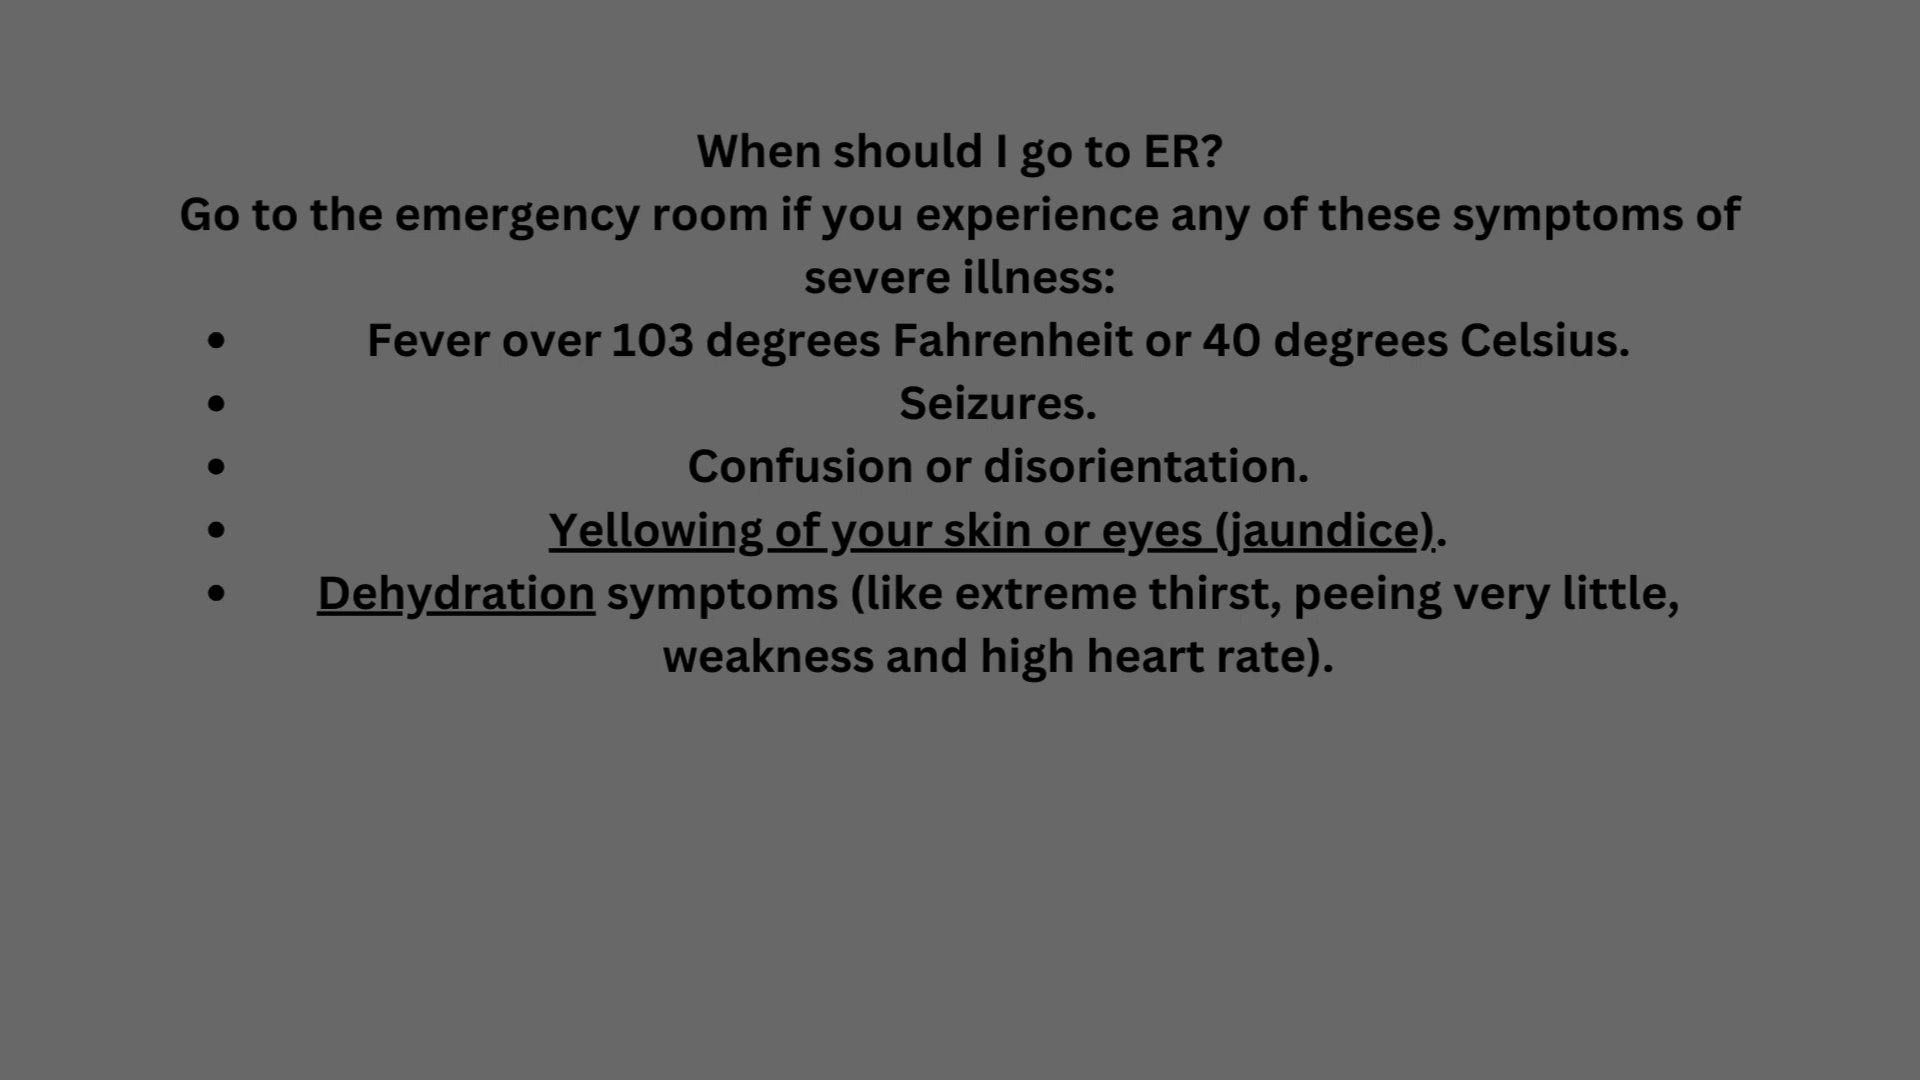 When should I go to ER?
Go to the emergency room if you experience any of these symptoms of
severe illness:
• Fever over 103 degrees Fahrenheit or 40 degrees Celsius.
• Seizures.
• Confusion or disorientation.
• Yellowing of your skin or eyes (jaundice).
• Dehydration symptoms (like extreme thirst, peeing very little,
weakness and high heart rate).